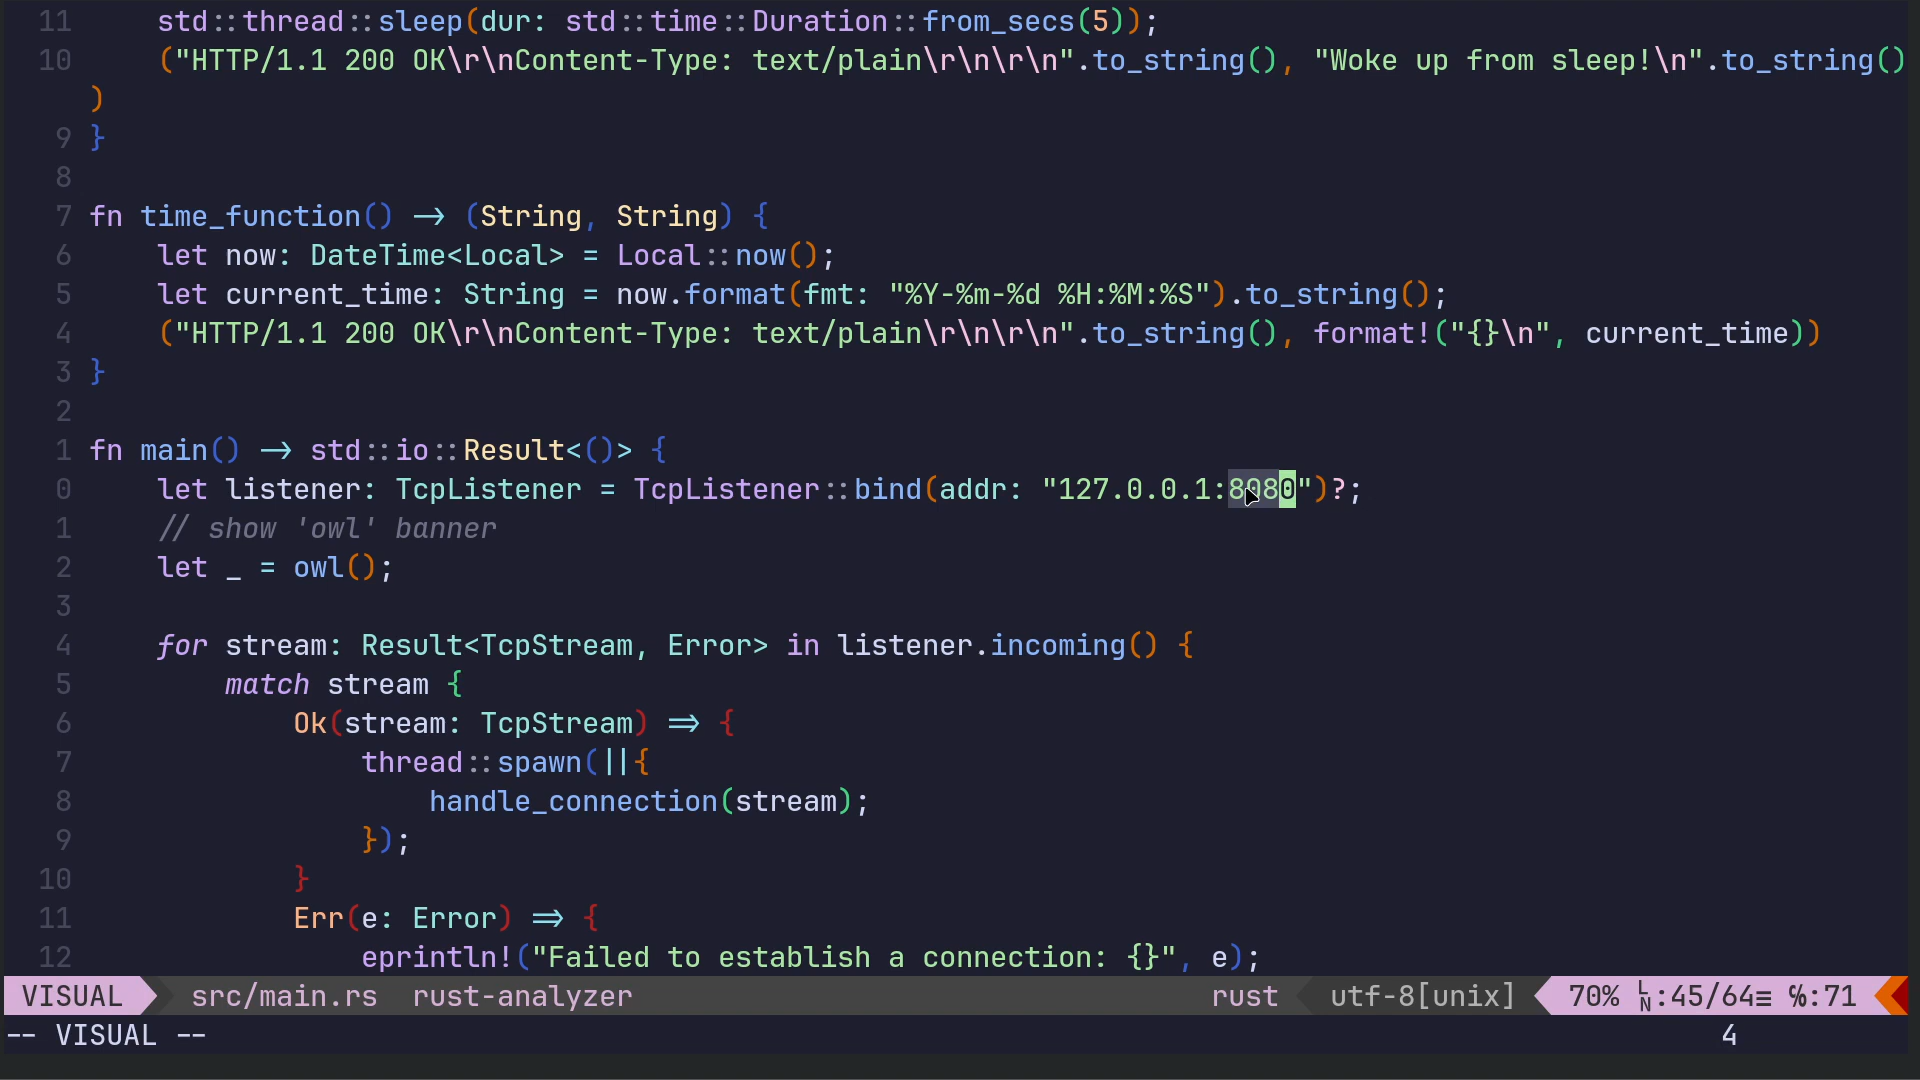 11     std::thread::sleep(dur: std::time::Duration::from_secs(5));
10     ("HTTP/1.1 200 OK\r\nContent-Type: text/plain\r\n\r\n".to_string(), "Woke up from sleep!\n".to_string()
)
9 }
8
7 fn time_function() -> (String, String) {
6     let now: DateTime<Local> = Local::now();
5     let current_time: String = now.format(fmt: "%Y-%m-%d %H:%M:%S").to_string();
4     ("HTTP/1.1 200 OK\r\nContent-Type: text/plain\r\n\r\n".to_string(), format!("{}\n", current_time))
3 }
2
1 fn main() -> std::io::Result<()> {
0     let listener: TcpListener = TcpListener::bind(addr: "127.0.0.1:8080")?;
1     // show 'owl' banner
2     let _ = owl();
3
4     for stream: Result<TcpStream, Error> in listener.incoming() {
5         match stream {
6             Ok(stream: TcpStream) => {
7                 thread::spawn(||{
8                     handle_connection(stream);
9                 });
10             }
11             Err(e: Error) => {
12                 eprintln!("Failed to establish a connection: {}", e);
VISUAL src/main.rs rust-analyzer rust utf-8[unix] 70% LN:45/64≡ ℅:71
-- VISUAL -- 4